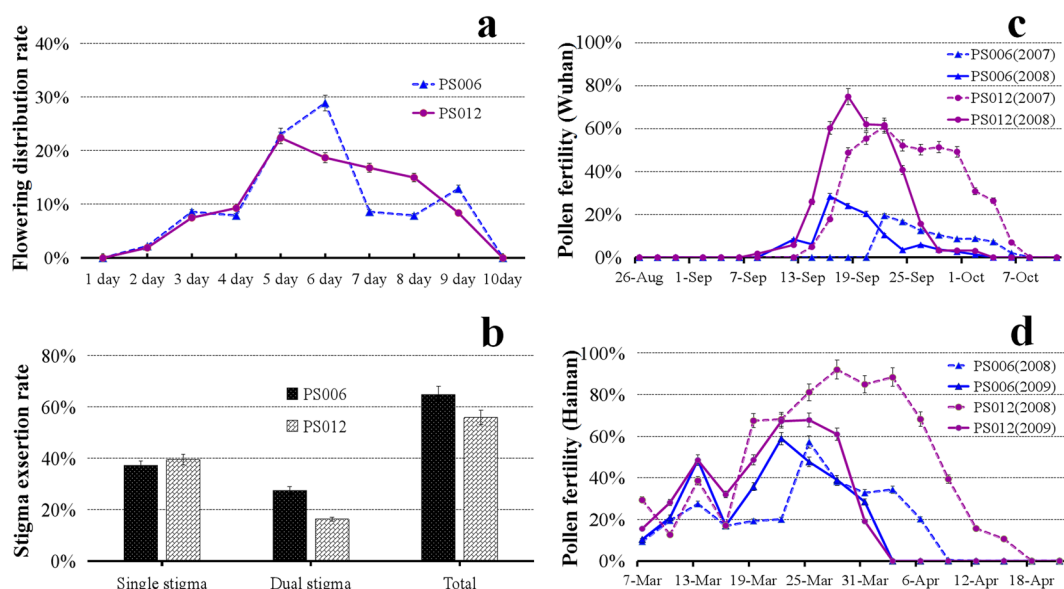 a
Flowering distribution rate
40%
30%
20%
10%
0%
PS006
PS012
1 day 2 day 3 day 4 day 5 day 6 day 7 day 8 day 9 day 10day
b
Stigma exsertion rate
80%
60%
40%
20%
0%
PS006
PS012
Single stigma Dual stigma Total
c
Pollen fertility (Wuhan)
100%
80%
60%
40%
20%
0%
PS006(2007)
PS006(2008)
PS012(2007)
PS012(2008)
26-Aug 1-Sep 7-Sep 13-Sep 19-Sep 25-Sep 1-Oct 7-Oct
d
Pollen fertility (Hainan)
100%
80%
60%
40%
20%
0%
PS006(2008)
PS006(2009)
PS012(2008)
PS012(2009)
7-Mar 13-Mar 19-Mar 25-Mar 31-Mar 6-Apr 12-Apr 18-Apr